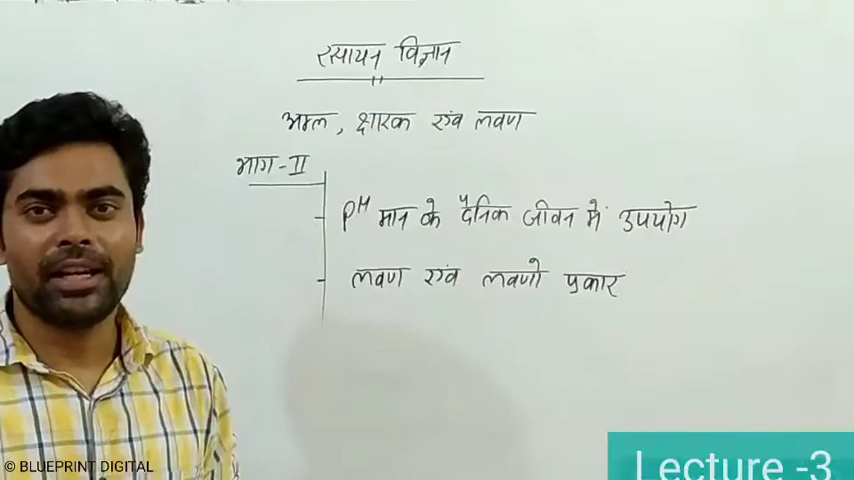 रसायन विज्ञान
अम्ल, क्षारक एवं लवण
भाग-II
PH मान के दैनिक जीवन में उपयोग
लवण एवं लवणो प्रकार
© BLUEPRINT DIGITAL
Lecture -3